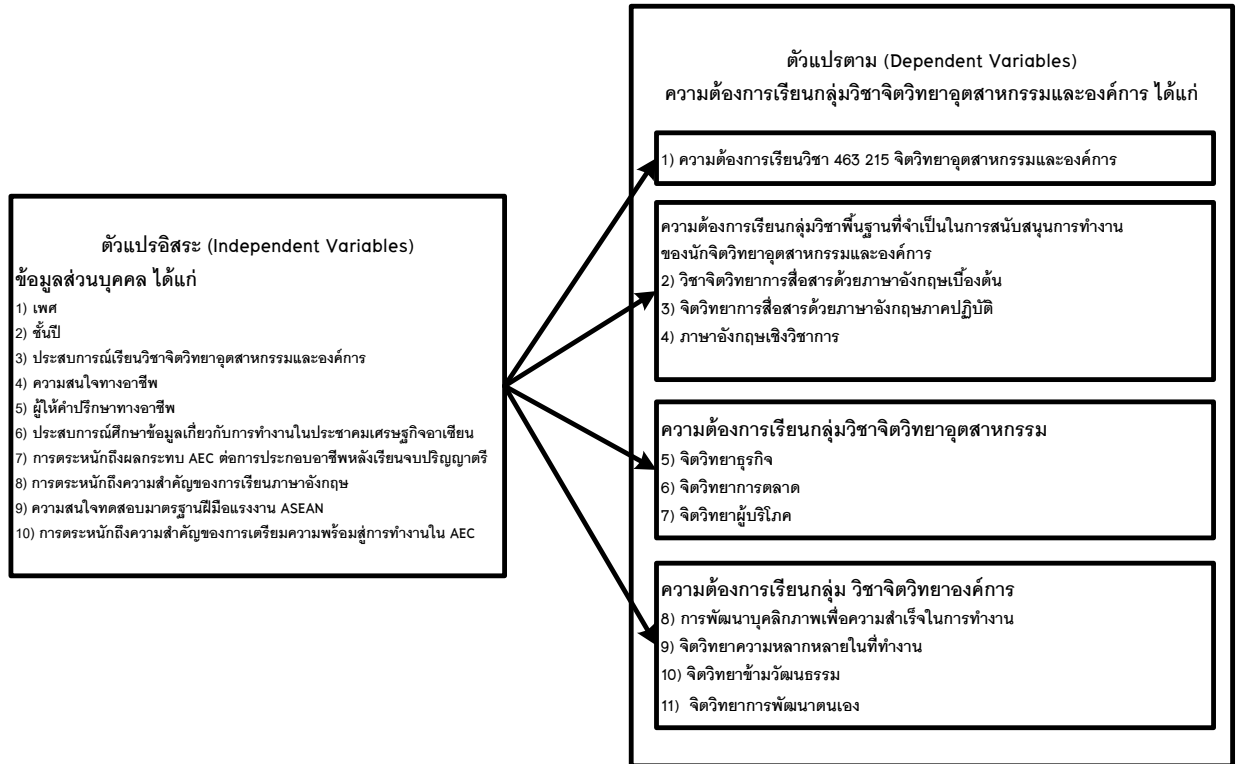 ตัวแปรอิสระ (Independent Variables)
ข้อมูลส่วนบุคคล ได้แก่
1) เพศ
2) ชั้นปี
3) ประสบการณ์เรียนวิชาจิตวิทยาอุตสาหกรรมและองค์การ
4) ความสนใจทางอาชีพ
5) ผู้ให้คำปรึกษาทางอาชีพ
6) ประสบการณ์ศึกษาข้อมูลเกี่ยวกับการทำงานในประชาคมเศรษฐกิจอาเซียน
7) การตระหนักถึงผลกระทบ AEC ต่อการประกอบอาชีพหลังเรียนจบปริญญาตรี
8) การตระหนักถึงความสำคัญของการเรียนภาษาอังกฤษ
9) ความสนใจทดสอบมาตรฐานฝีมือแรงงาน ASEAN
10) การตระหนักถึงความสำคัญของการเตรียมความพร้อมสู่การทำงานใน AEC
ตัวแปรตาม (Dependent Variables)
ความต้องการเรียนกลุ่มวิชาจิตวิทยาอุตสาหกรรมและองค์การ ได้แก่
1) ความต้องการเรียนวิชา 463 215 จิตวิทยาอุตสาหกรรมและองค์การ
ความต้องการเรียนกลุ่มวิชาพื้นฐานที่จำเป็นในการสนับสนุนการทำงาน
ของนักจิตวิทยาอุตสาหกรรมและองค์การ
2) วิชาจิตวิทยาการสื่อสารด้วยภาษาอังกฤษเบื้องต้น
3) จิตวิทยาการสื่อสารด้วยภาษาอังกฤษภาคปฏิบัติ
4) ภาษาอังกฤษเชิงวิชาการ
ความต้องการเรียนกลุ่มวิชาจิตวิทยาอุตสาหกรรม
5) จิตวิทยาธุรกิจ
6) จิตวิทยาการตลาด
7) จิตวิทยาผู้บริโภค
ความต้องการเรียนกลุ่ม วิชาจิตวิทยาองค์การ
8) การพัฒนาบุคลิกภาพเพื่อความสำเร็จในการทำงาน
9) จิตวิทยาความหลากหลายในที่ทำงาน
10) จิตวิทยาข้ามวัฒนธรรม
11) จิตวิทยาการพัฒนาตนเอง